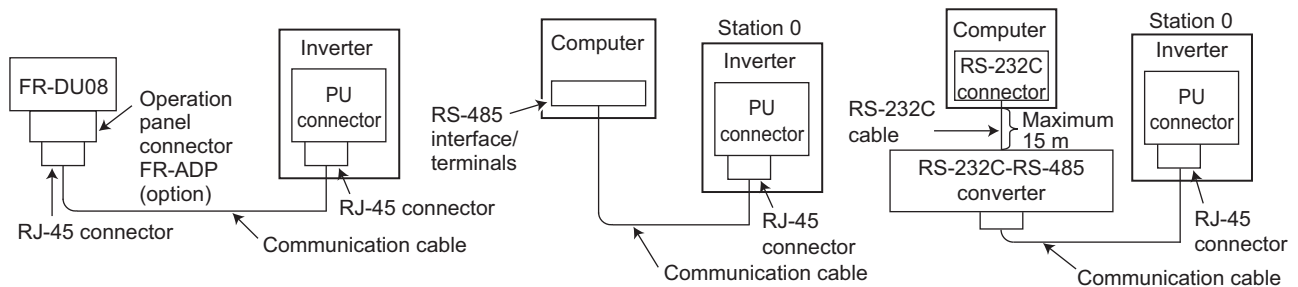 FR-DU08
Operation
panel
connector
FR-ADP
(option)
RJ-45 connector
Inverter
PU
connector
RJ-45 connector
Communication cable
Computer
RS-485
interface/
terminals
Station 0
Inverter
PU
connector
RJ-45
connector
Communication cable
Computer
RS-232C
connector
RS-232C
cable
Maximum
15 m
RS-232C-RS-485
converter
Station 0
Inverter
PU
connector
RJ-45
connector
Communication cable